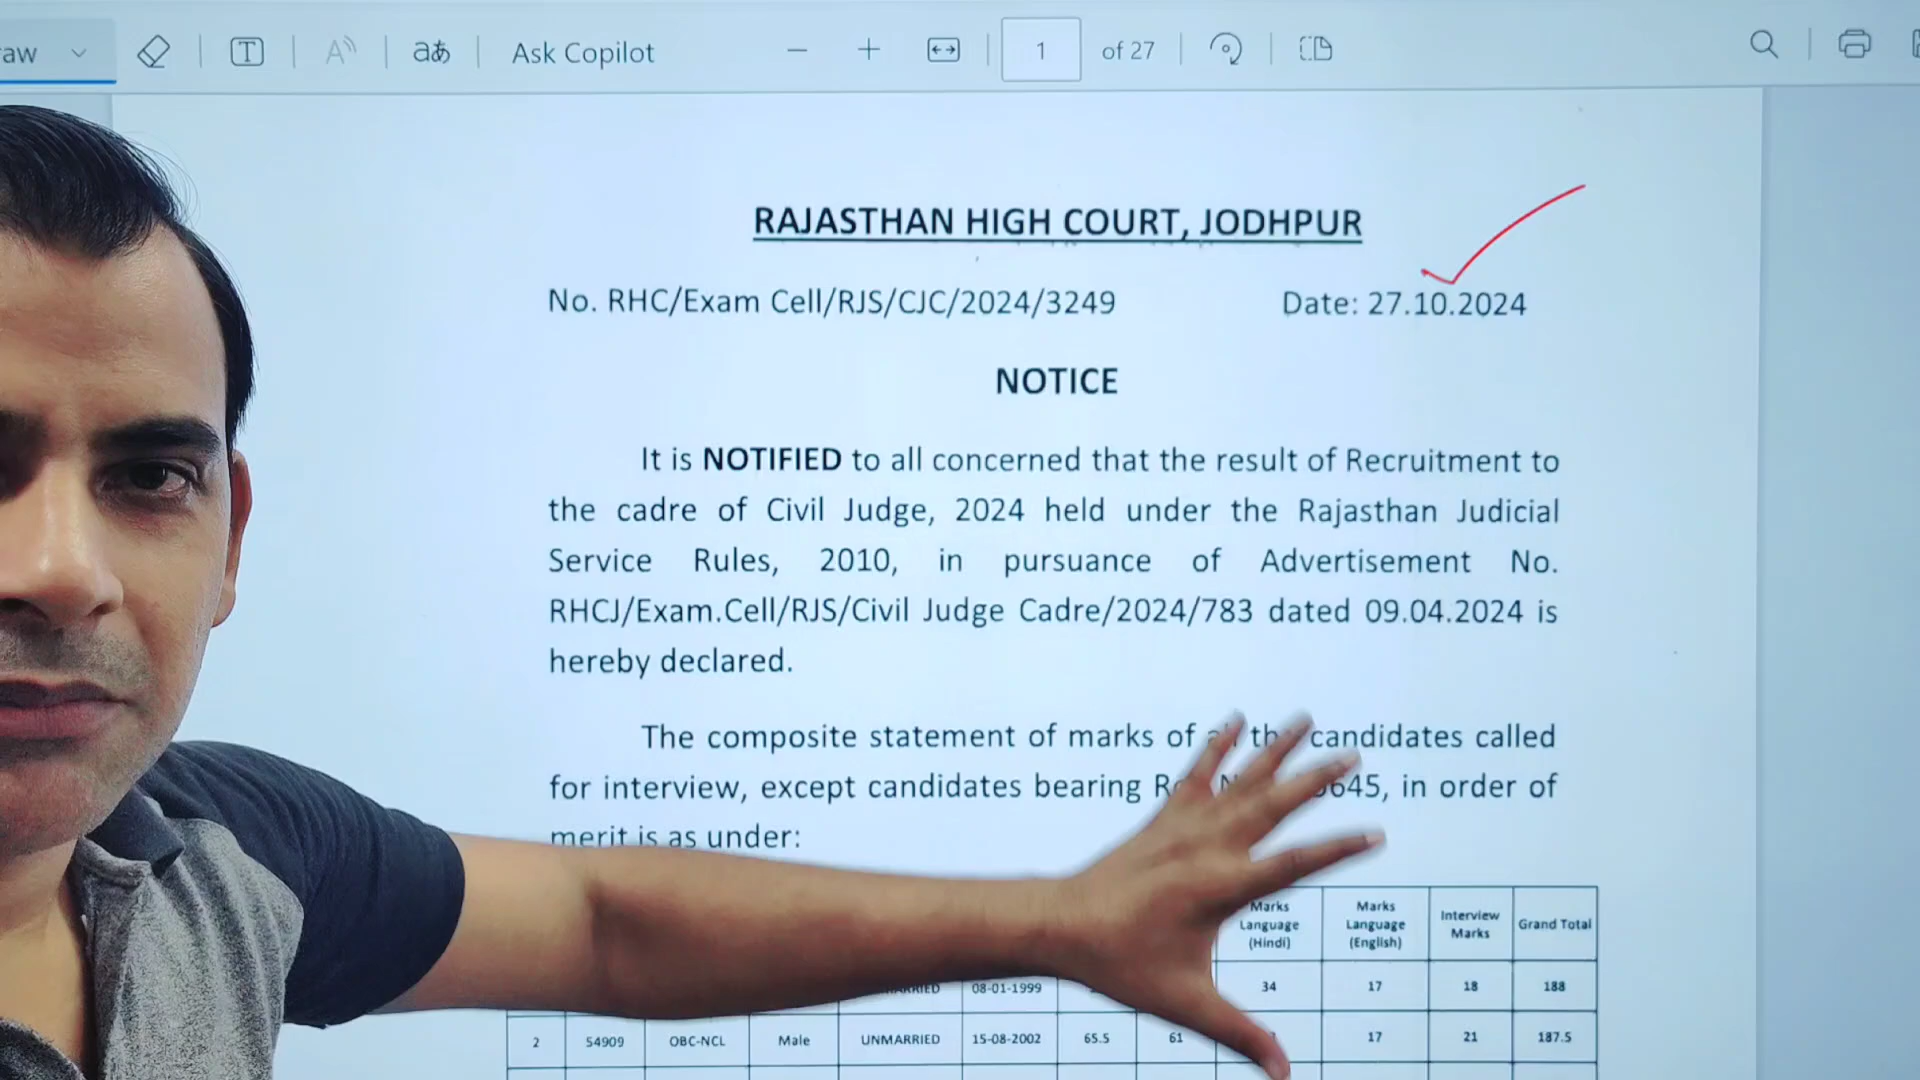 aw
T
A
aあ
Ask Copilot
1
of 27
RAJASTHAN HIGH COURT, JODHPUR
No. RHC/Exam Cell/RJS/CJC/2024/3249 Date: 27.10.2024
NOTICE
It is NOTIFIED to all concerned that the result of Recruitment to
the cadre of Civil Judge, 2024 held under the Rajasthan Judicial
Service Rules, 2010, in pursuance of Advertisement No.
RHCJ/Exam.Cell/RJS/Civil Judge Cadre/2024/783 dated 09.04.2024 is
hereby declared.
The composite statement of marks of candidates called
for interview, except candidates bearing 645, in order of
merit is as under:
Marks Language (Hindi) Marks Language (English) Interview Marks Grand Total
08-01-1999 34 17 18 188
2 54909 OBC-NCL Male UNMARRIED 15-08-2002 65.5 61 17 21 187.5